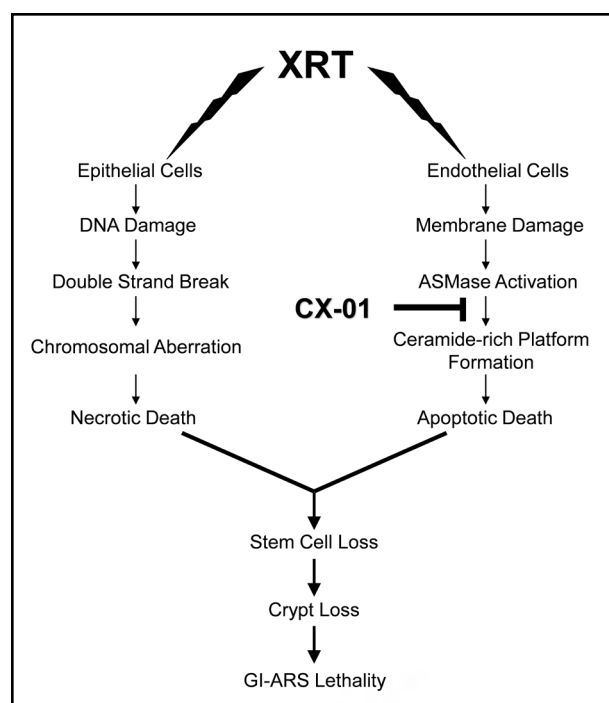 XRT
Epithelial Cells
DNA Damage
Double Strand Break
Chromosomal Aberration
Necrotic Death
Endothelial Cells
Membrane Damage
ASMase Activation
CX-01
Ceramide-rich Platform
Formation
Apoptotic Death
Stem Cell Loss
Crypt Loss
GI-ARS Lethality